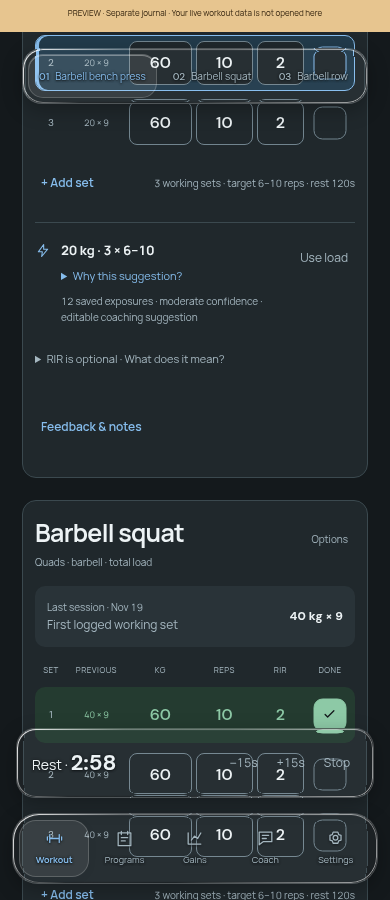 PREVIEW · Separate journal · Your live workout data is not opened here
2 20 × 9 60 10 2
01 Barbell bench press 02 Barbell squat 03 Barbell row
3 20 × 9 60 10 2
+ Add set 3 working sets · target 6–10 reps · rest 120s
20 kg · 3 × 6–10
Use load
▶ Why this suggestion?
12 saved exposures · moderate confidence ·
editable coaching suggestion
▶ RIR is optional · What does it mean?
Feedback & notes
Barbell squat
Options
Quads · barbell · total load
Last session · Nov 19
First logged working set
40 kg × 9
SET PREVIOUS KG REPS RIR DONE
1 40 × 9 60 10 2
Rest · 2:58 −15s +15s Stop
2 40 × 9 60 10 2
40 × 9 60 10 2
Workout Programs Gains Coach Settings
+ Add set 3 working sets · target 6–10 reps · rest 120s